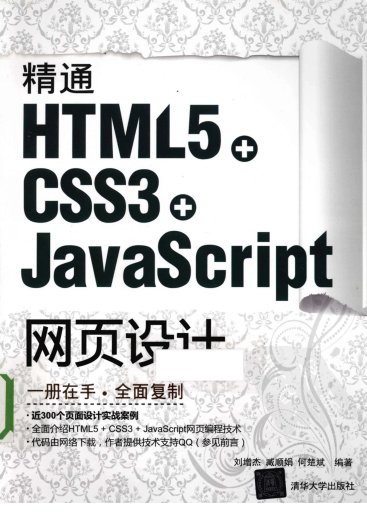 精通
HTML5+
CSS3+
JavaScript
网页设计
一册在手·全面复制
·近300个页面设计实战案例
·全面介绍HTML5 + CSS3 + JavaScript网页编程技术
·代码由网络下载，作者提供技术支持QQ（参见前言）
刘增杰 臧顺娟 何楚斌 编著
清华大学出版社